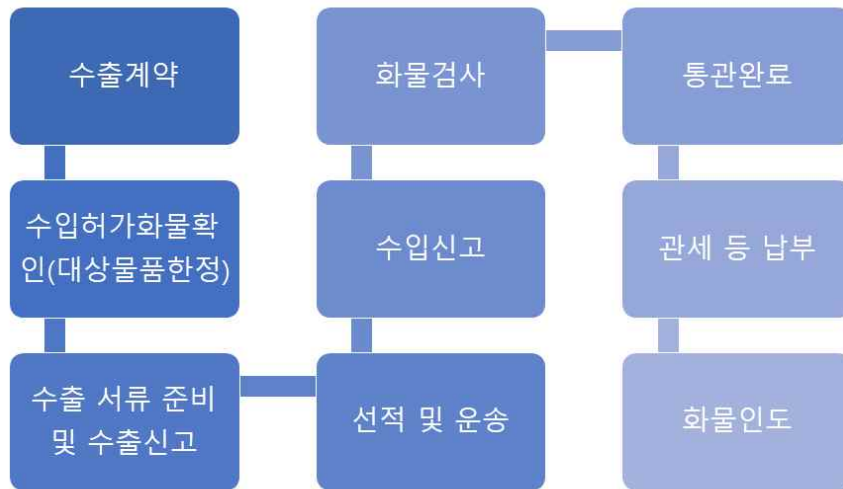 수출계약
수입허가화물확
인(대상물품한정)
수출 서류 준비
및 수출신고
선적 및 운송
수입신고
화물검사
통관완료
관세 등 납부
화물인도